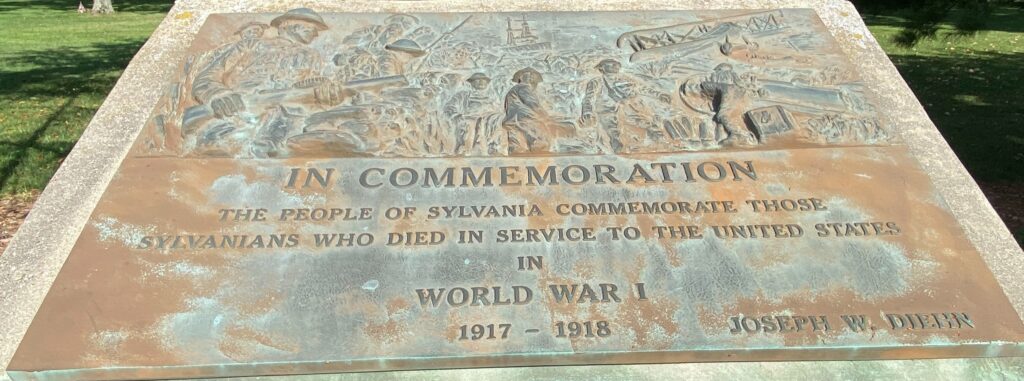 IN COMMEMORATION
THE PEOPLE OF SYLVANIA COMMEMORATE THOSE
SYLVANIANS WHO DIED IN SERVICE TO THE UNITED STATES
IN
WORLD WAR I
1917 - 1918
JOSEPH W. DIEHN